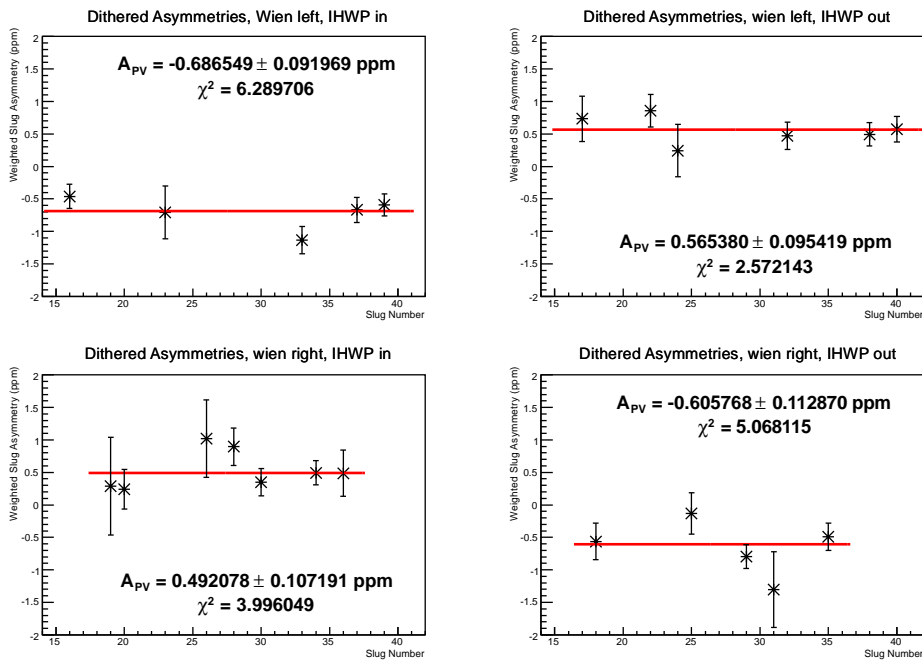 Dithered Asymmetries, Wien left, IHWP in
Weighted Slug Asymmetry (ppm)
2
1.5
1
0.5
0
-0.5
-1
-1.5
-2
A_PV = -0.686549 ± 0.091969 ppm
χ² = 6.289706
15 20 25 30 35 40
Slug Number
Dithered Asymmetries, wien left, IHWP out
Weighted Slug Asymmetry (ppm)
2
1.5
1
0.5
0
-0.5
-1
-1.5
-2
A_PV = 0.565380 ± 0.095419 ppm
χ² = 2.572143
15 20 25 30 35 40
Slug Number
Dithered Asymmetries, wien right, IHWP in
Weighted Slug Asymmetry (ppm)
2
1.5
1
0.5
0
-0.5
-1
-1.5
-2
A_PV = 0.492078 ± 0.107191 ppm
χ² = 3.996049
15 20 25 30 35 40
Slug Number
Dithered Asymmetries, wien right, IHWP out
Weighted Slug Asymmetry (ppm)
2
1.5
1
0.5
0
-0.5
-1
-1.5
-2
A_PV = -0.605768 ± 0.112870 ppm
χ² = 5.068115
15 20 25 30 35 40
Slug Number